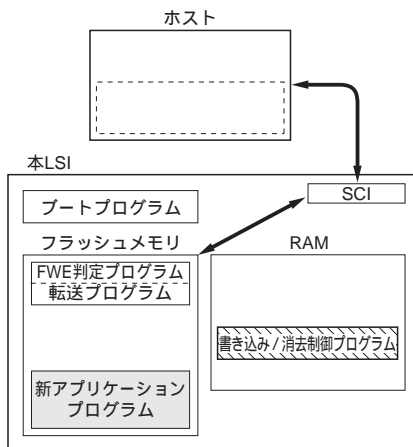 ホスト
本LSI
SCI
ブートプログラム
フラッシュメモリ
RAM
FWE判定プログラム
転送プログラム
書き込み/消去制御プログラム
新アプリケーション
プログラム